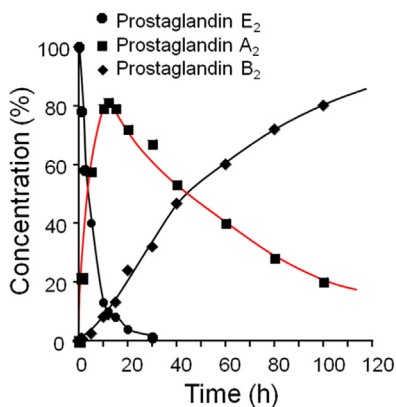 Prostaglandin E₂
Prostaglandin A₂
Prostaglandin B₂
Concentration (%)
100
80
60
40
20
0
0 20 40 60 80 100 120
Time (h)